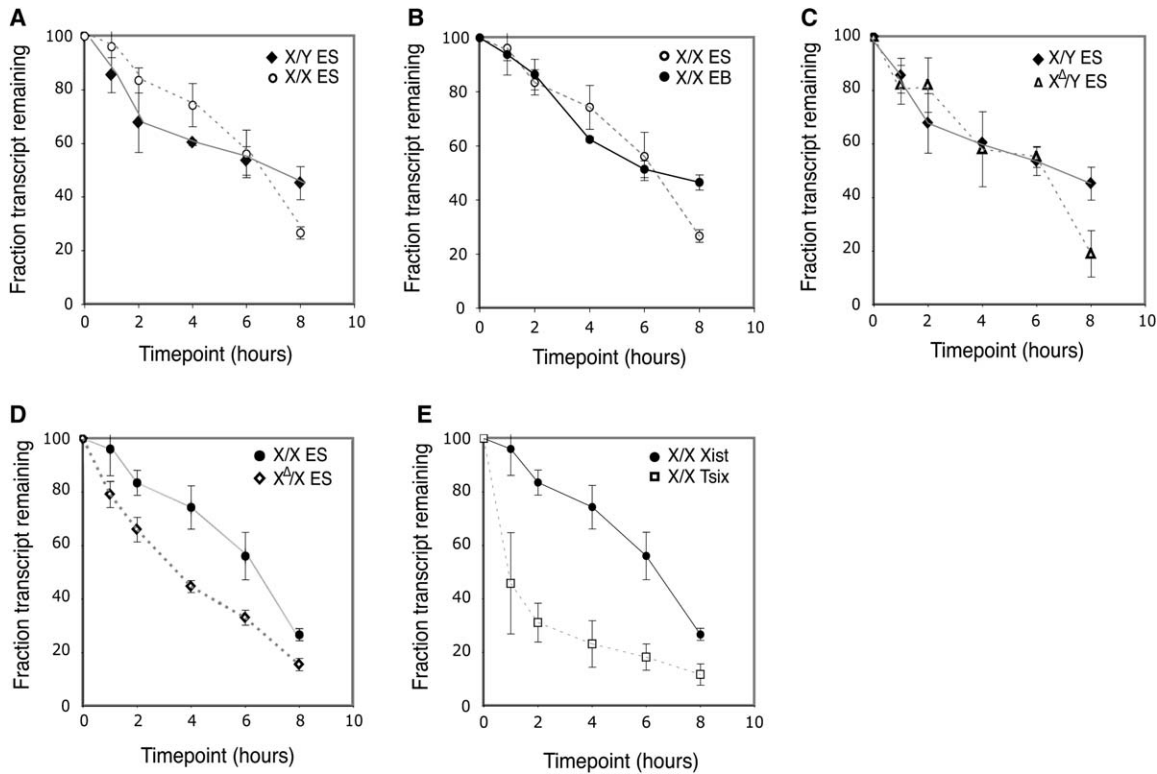 A
Fraction transcript remaining
100
80
60
40
20
0
0 2 4 6 8 10
Timepoint (hours)
X/Y ES
X/X ES
B
Fraction transcript remaining
100
80
60
40
20
0
0 2 4 6 8 10
Timepoint (hours)
X/X ES
X/X EB
C
Fraction transcript remaining
100
80
60
40
20
0
0 2 4 6 8 10
Timepoint (hours)
X/Y ES
XΔ/Y ES
D
Fraction transcript remaining
100
80
60
40
20
0
0 2 4 6 8 10
Timepoint (hours)
X/X ES
XΔ/X ES
E
Fraction transcript remaining
100
80
60
40
20
0
0 2 4 6 8 10
Timepoint (hours)
X/X Xist
X/X Tsix